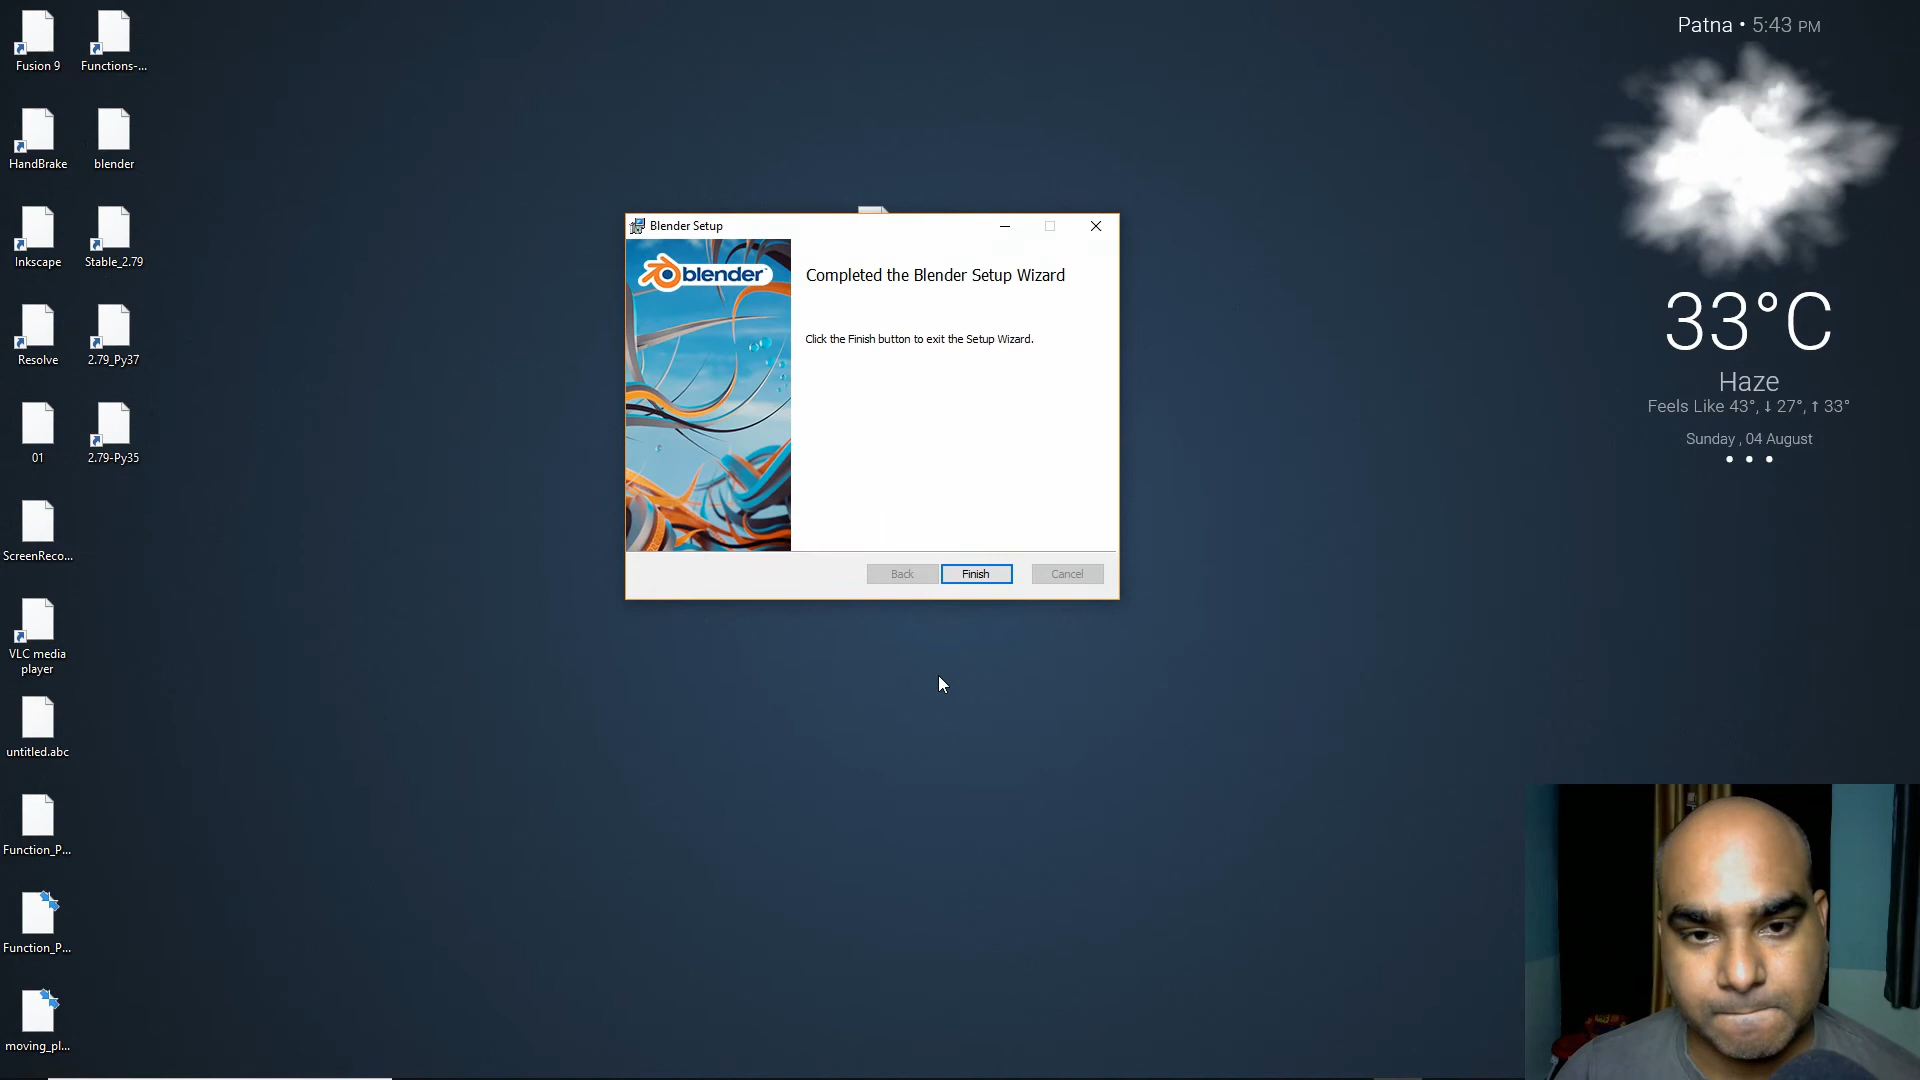 Fusion 9
Functions-...
HandBrake
blender
Inkscape
Stable_2.79
Resolve
2.79_Py37
01
2.79-Py35
ScreenReco...
VLC media
player
untitled.abc
Function_P...
Function_P...
moving_pl...
Blender Setup
blender
Completed the Blender Setup Wizard
Click the Finish button to exit the Setup Wizard.
Back
Finish
Cancel
Patna • 5:43 PM
33°C
Haze
Feels Like 43°, ↓ 27°, ↑ 33°
Sunday , 04 August